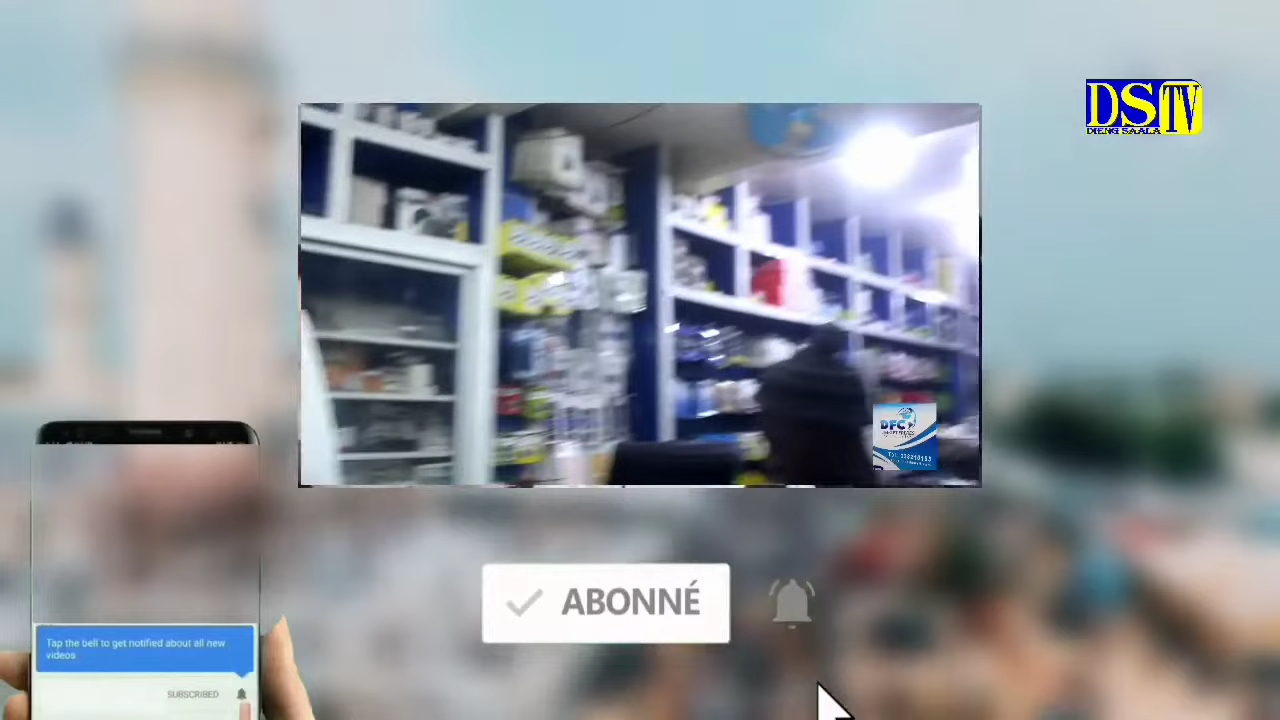 DSTV
DIENG SAALA
DFC
ABONNÉ
Tap the bell to get notified about all new
videos
SUBSCRIBED